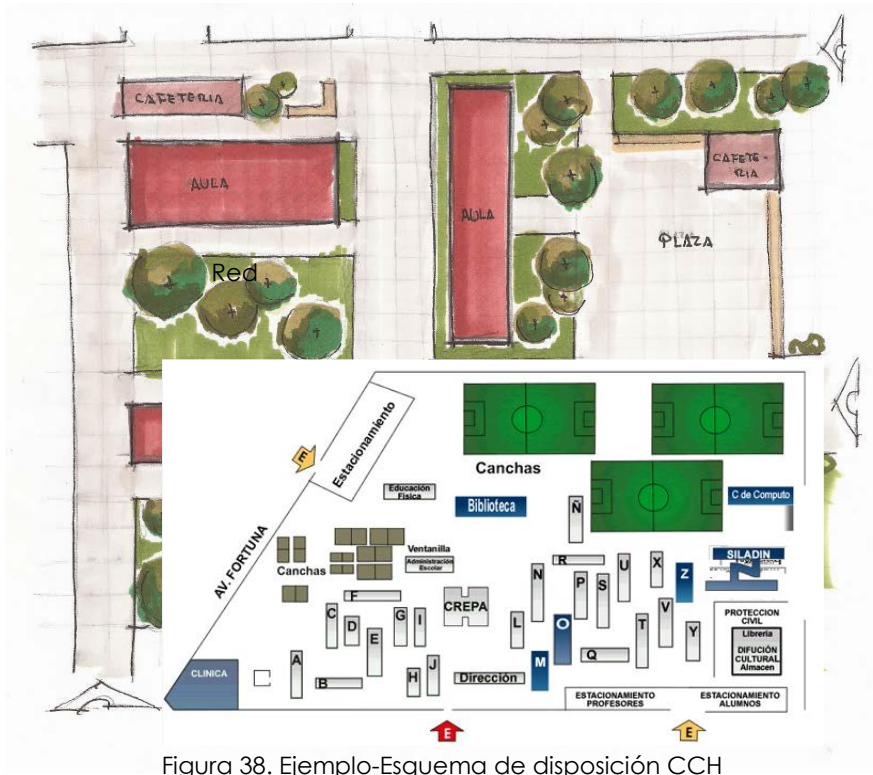 CAFETERIA
AULA
AULA
CAFETE-
RIA
PLAZA
Red
Estacionamiento
E
AV. FORTUNA
Canchas
Educación
Fisica
Biblioteca
C de Computo
Ñ
Ventanilla
Administración
Escolar
Canchas
R
SILADIN
F
CREPA
C
D
E
G
I
L
N
O
P
S
U
X
Z
T
V
Y
PROTECCION
CIVIL
Librería
DIFUCIÓN
CULTURAL
Almacen
CLINICA
A
B
H
J
Dirección
M
Q
ESTACIONAMIENTO
PROFESORES
ESTACIONAMIENTO
ALUMNOS
E
E
Figura 38. Ejemplo-Esquema de disposición CCH